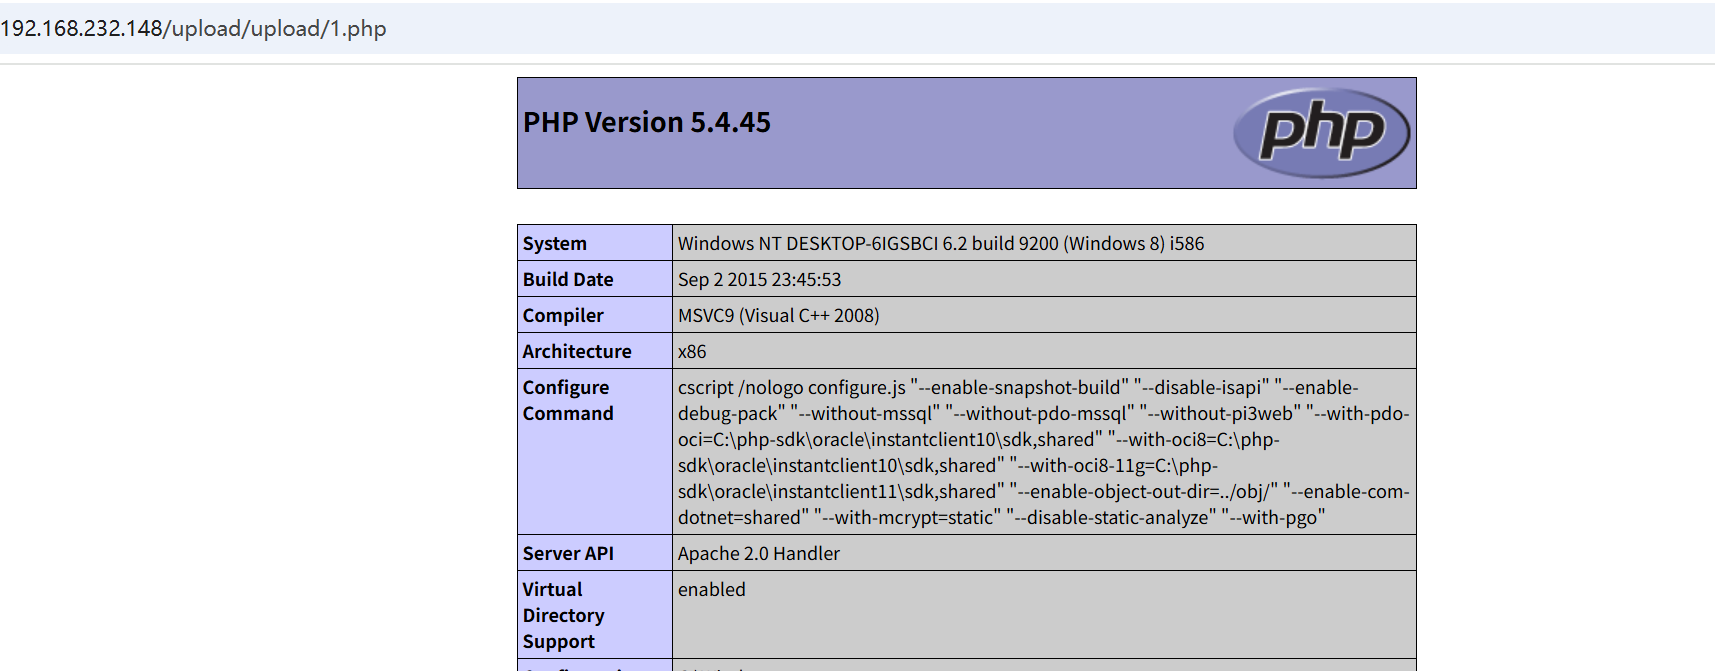 192.168.232.148/upload/upload/1.php
PHP Version 5.4.45
php
System
Windows NT DESKTOP-6IGSBCI 6.2 build 9200 (Windows 8) i586
Build Date
Sep 2 2015 23:45:53
Compiler
MSVC9 (Visual C++ 2008)
Architecture
x86
Configure
Command
cscript /nologo configure.js "--enable-snapshot-build" "--disable-isapi" "--enable-
debug-pack" "--without-mssql" "--without-pdo-mssql" "--without-pi3web" "--with-pdo-
oci=C:\php-sdk\oracle\instantclient10\sdk,shared" "--with-oci8=C:\php-
sdk\oracle\instantclient10\sdk,shared" "--with-oci8-11g=C:\php-
sdk\oracle\instantclient11\sdk,shared" "--enable-object-out-dir=../obj/" "--enable-com-
dotnet=shared" "--with-mcrypt=static" "--disable-static-analyze" "--with-pgo"
Server API
Apache 2.0 Handler
Virtual
Directory
Support
enabled